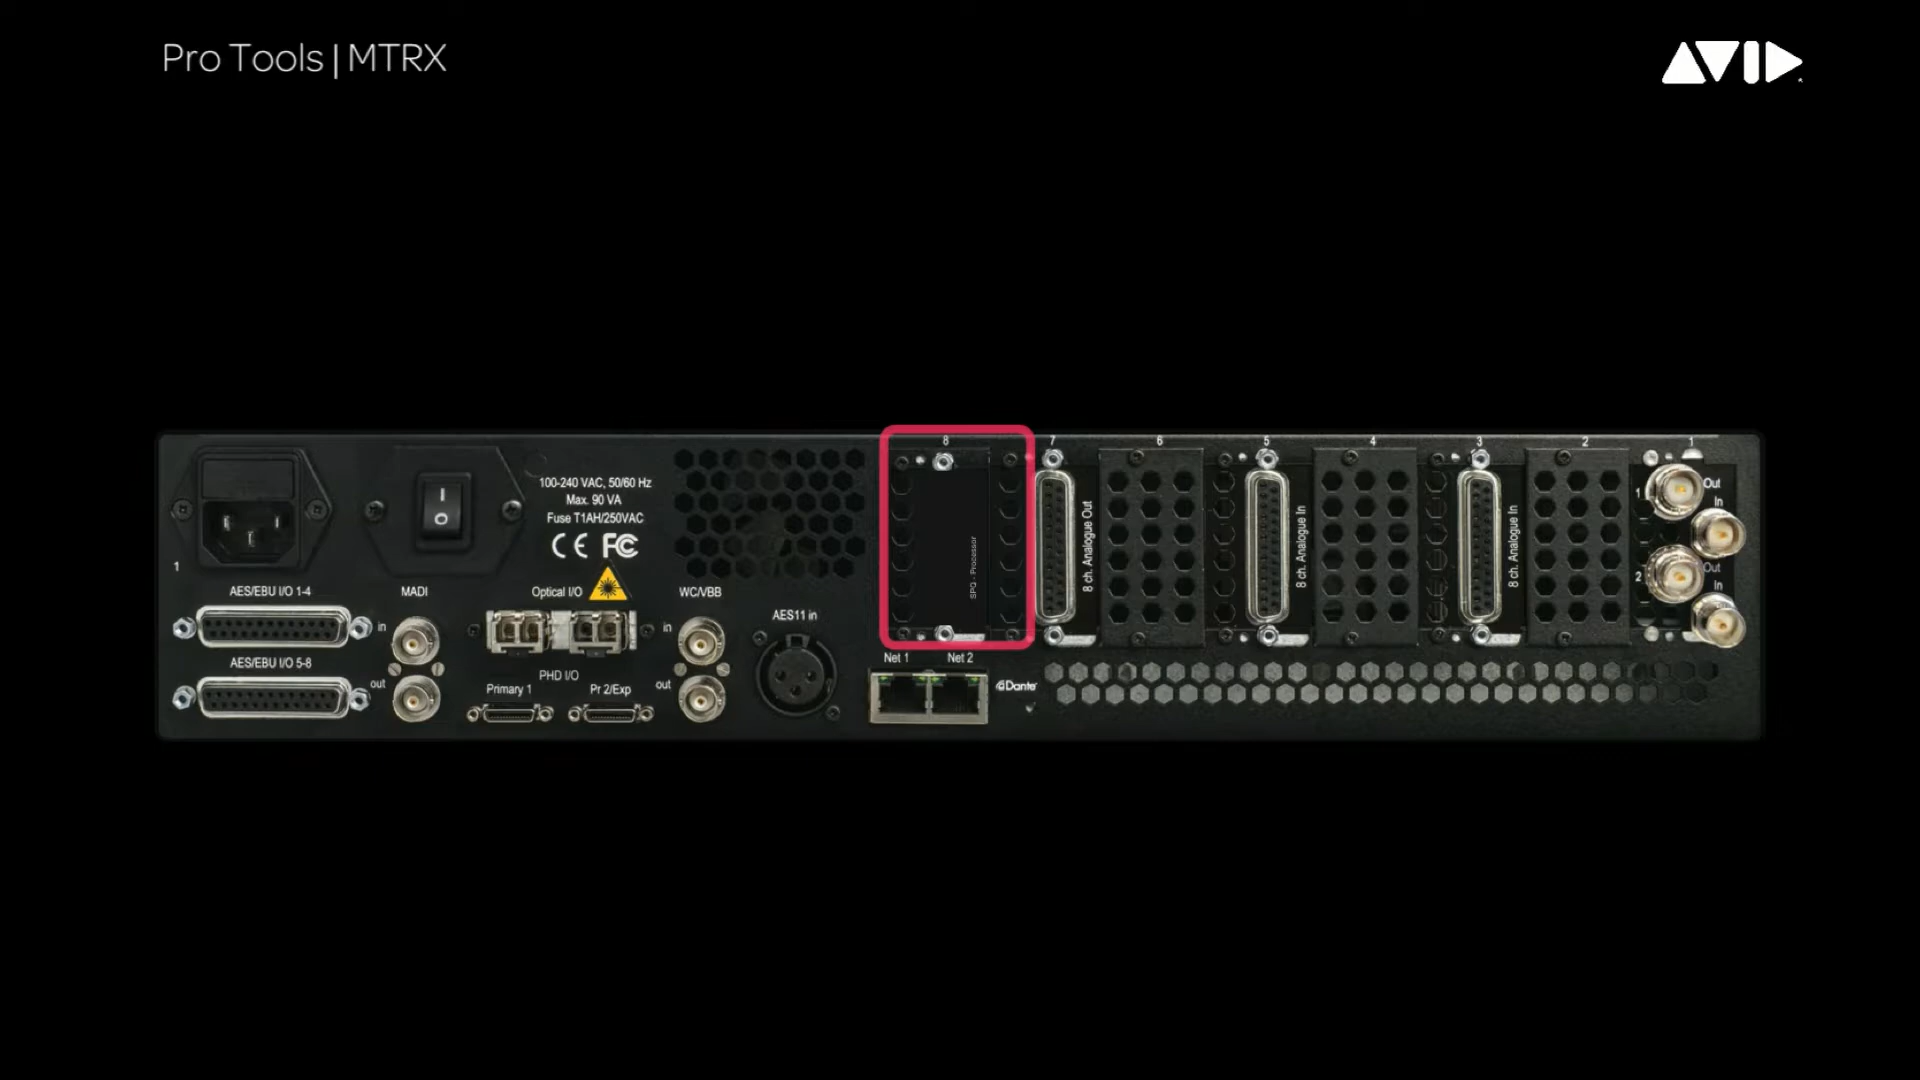 Pro Tools | MTRX
AVID
8
7
6
5
4
3
2
1
100-240 VAC, 50/60 Hz
Max. 90 VA
Fuse T1AH/250VAC
CE FC
I
O
1
SPQ - Processor
8 ch. Analogue Out
8 ch. Analogue In
8 ch. Analogue In
1
Out
In
2
Out
In
AES/EBU I/O 1-4
MADI
Optical I/O
WC/VBB
AES11 in
in
in
AES/EBU I/O 5-8
out
PHD I/O
out
Primary 1
Pr 2/Exp
Net 1
Net 2
Dante